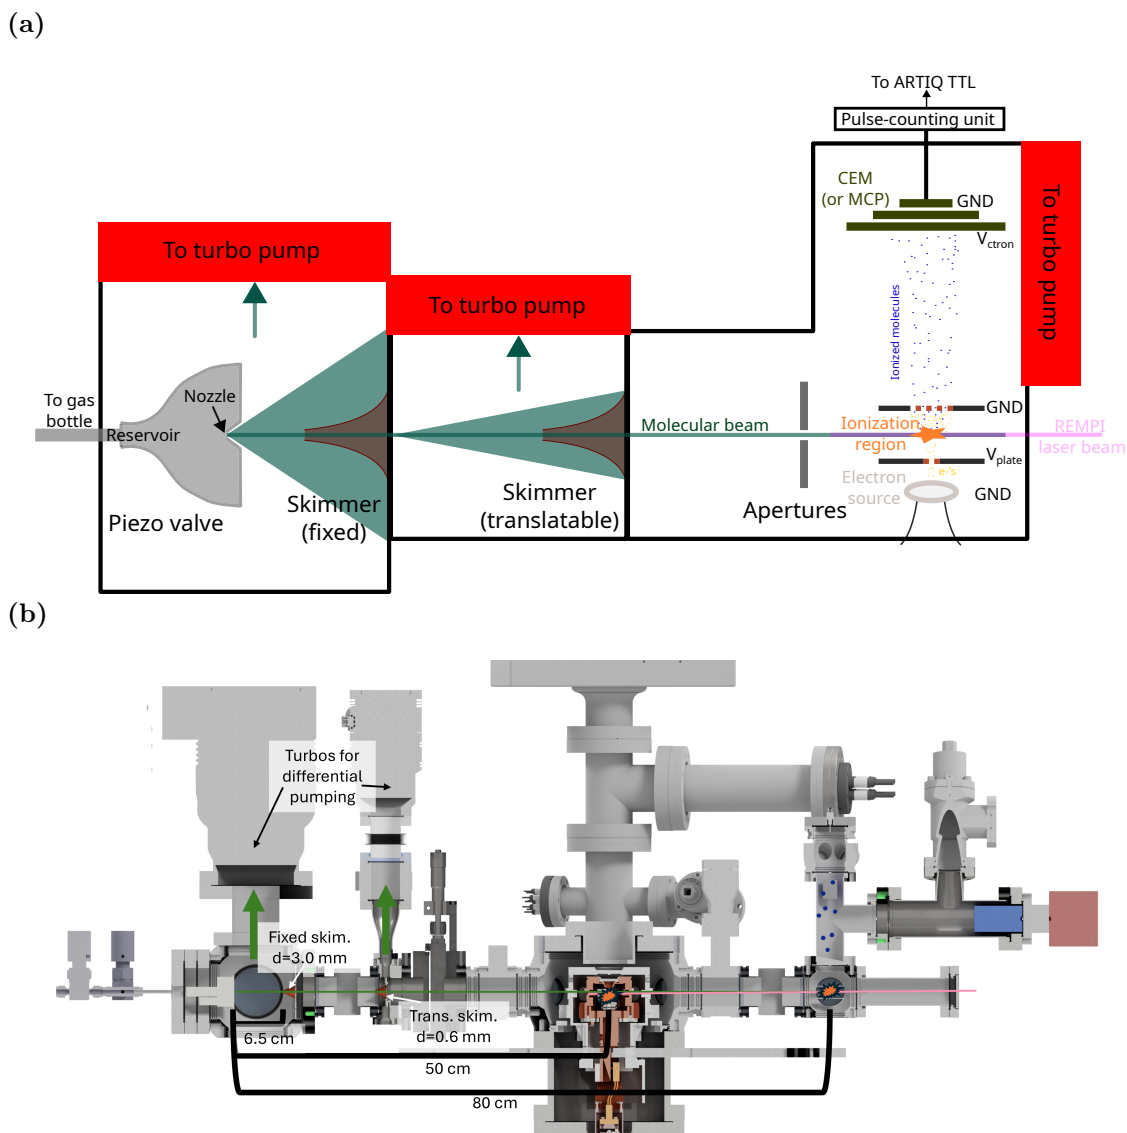 (a)
To ARTIQ TTL
Pulse-counting unit
CEM
(or MCP)
GND
V_ctron
To turbo pump
To turbo pump
To turbo pump
Ionized molecules
To gas
bottle
Reservoir
Nozzle
Piezo valve
Skimmer
(fixed)
Skimmer
(translatable)
Molecular beam
Apertures
GND
Ionization
region
REMPI
laser beam
V_plate
e-'s
Electron
source
GND
(b)
Turbos for
differential
pumping
Fixed skim.
d=3.0 mm
Trans. skim.
d=0.6 mm
6.5 cm
50 cm
80 cm